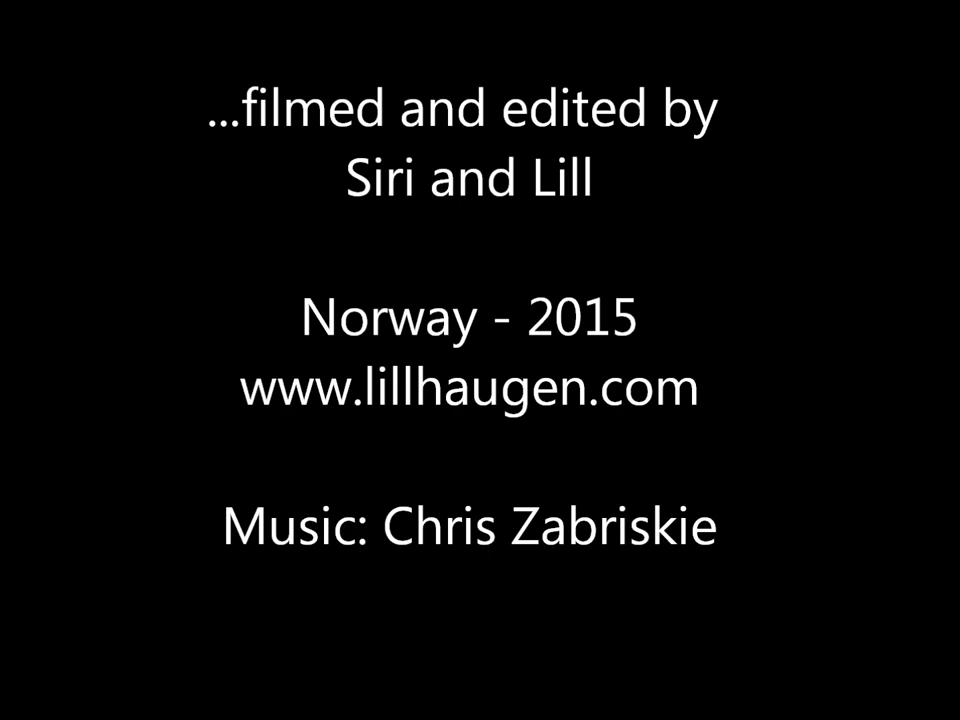 ...filmed and edited by
Siri and Lill
Norway - 2015
www.lillhaugen.com
Music: Chris Zabriskie